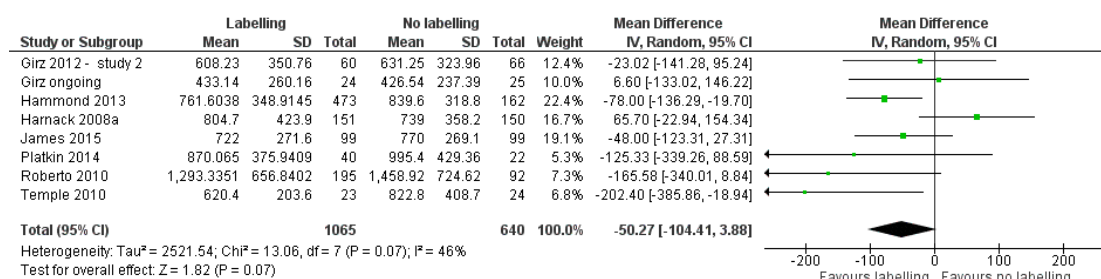 Labelling No labelling Mean Difference Mean Difference
Study or Subgroup Mean SD Total Mean SD Total Weight IV, Random, 95% CI IV, Random, 95% CI
Girz 2012 - study 2 608.23 350.76 60 631.25 323.96 66 12.4% -23.02 [-141.28, 95.24]
Girz ongoing 433.14 260.16 24 426.54 237.39 25 10.0% 6.60 [-133.02, 146.22]
Hammond 2013 761.6038 348.9145 473 839.6 318.8 162 22.4% -78.00 [-136.29, -19.70]
Harnack 2008a 804.7 423.9 151 739 358.2 150 16.7% 65.70 [-22.94, 154.34]
James 2015 722 271.6 99 770 269.1 99 19.1% -48.00 [-123.31, 27.31]
Platkin 2014 870.065 375.9409 40 995.4 429.36 22 5.3% -125.33 [-339.26, 88.59]
Roberto 2010 1,293.3351 656.8402 195 1,458.92 724.62 92 7.3% -165.58 [-340.01, 8.84]
Temple 2010 620.4 203.6 23 822.8 408.7 24 6.8% -202.40 [-385.86, -18.94]
Total (95% CI) 1065 640 100.0% -50.27 [-104.41, 3.88]
Heterogeneity: Tau² = 2521.54; Chi² = 13.06, df = 7 (P = 0.07); I² = 46%
Test for overall effect: Z = 1.82 (P = 0.07)
-200 -100 0 100 200
Favours labelling Favours no labelling